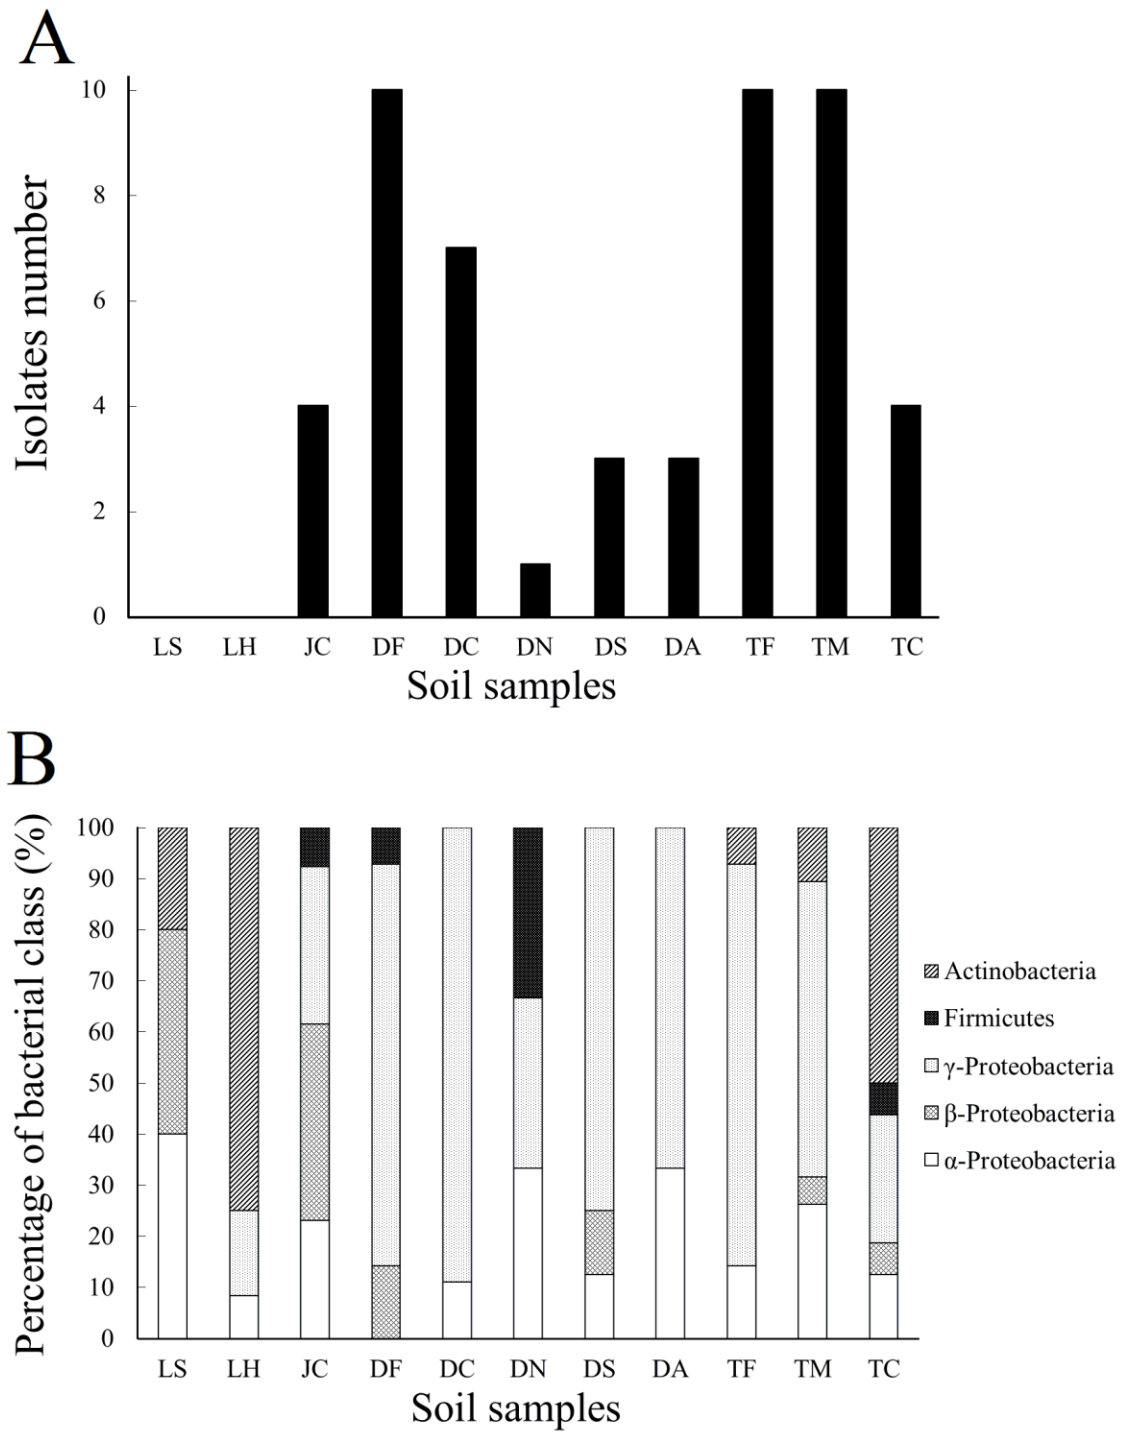 A
Isolates number
10
8
6
4
2
0
LS LH JC DF DC DN DS DA TF TM TC
Soil samples
B
Percentage of bacterial class (%)
100
90
80
70
60
50
40
30
20
10
0
Actinobacteria
Firmicutes
γ-Proteobacteria
β-Proteobacteria
α-Proteobacteria
LS LH JC DF DC DN DS DA TF TM TC
Soil samples